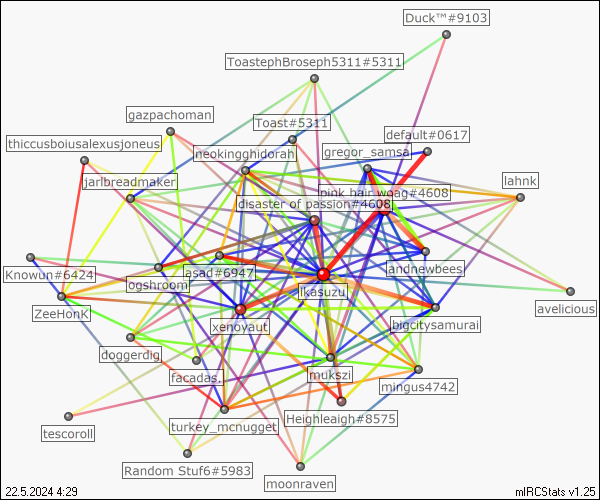 Duck™#9103
ToastephBroseph5311#5311
gazpachoman
Toast#5311
default#0617
thiccusboiusalexusjoneus
gregor_samsa
neokingghidorah
jarlbreadmaker
pink hair woag#4608
lahnk
disaster of passion#4608
Knowun#6424
asad#6947
andnewbees
logshroom
Ikasuzu
avelicious
ZeeHonk
xenoyaut
bigcitysamurai
doggerdig
facadas.
mukszi
mingus4742
turkey_mcnugget
Heighleaigh#8575
tescoroll
Random Stuf6#5983
moonraven
22.5.2024 4:29
mIRCStats v1.25